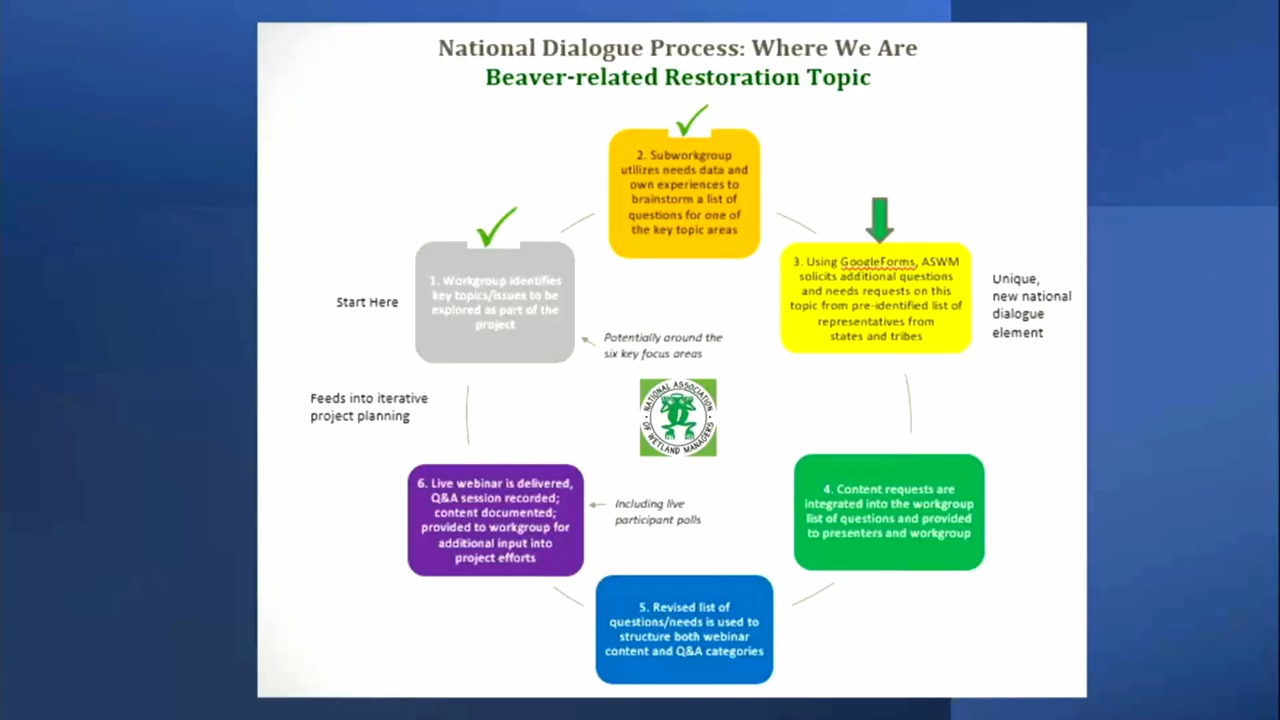 National Dialogue Process: Where We Are
Beaver-related Restoration Topic
2. Subworkgroup
utilizes needs data and
own experiences to
brainstorm a list of
questions for one of
the key topic areas
Start Here
1. Workgroup identifies
key topics/issues to be
explored as part of the
project
3. Using GoogleForms, ASWM
solicits additional questions
and needs requests on this
topic from pre-identified list of
representatives from
states and tribes
Unique,
new national
dialogue
element
Potentially around the
six key focus areas
Feeds into iterative
project planning
NATIONAL ASSOCIATION
OF WETLAND MANAGERS
6. Live webinar is delivered,
Q&A session recorded;
content documented;
provided to workgroup for
additional input into
project efforts
Including live
participant polls
4. Content requests are
integrated into the workgroup
list of questions and provided
to presenters and workgroup
5. Revised list of
questions/needs is used to
structure both webinar
content and Q&A categories